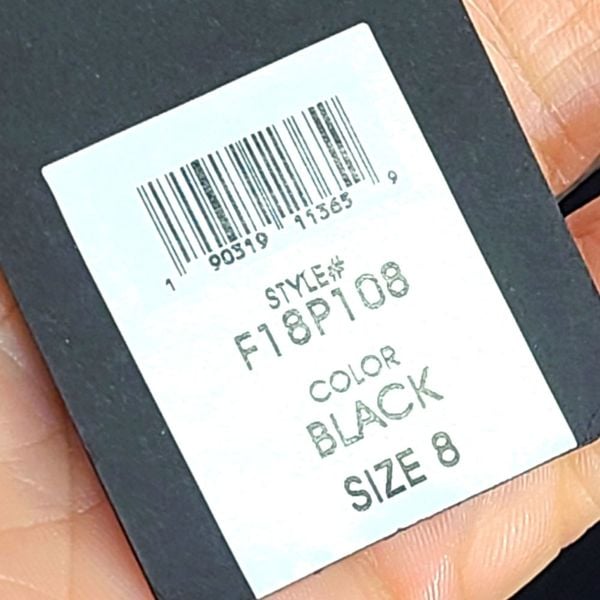 1 90319 11365 9
STYLE#
F18P108
COLOR
BLACK
SIZE 8